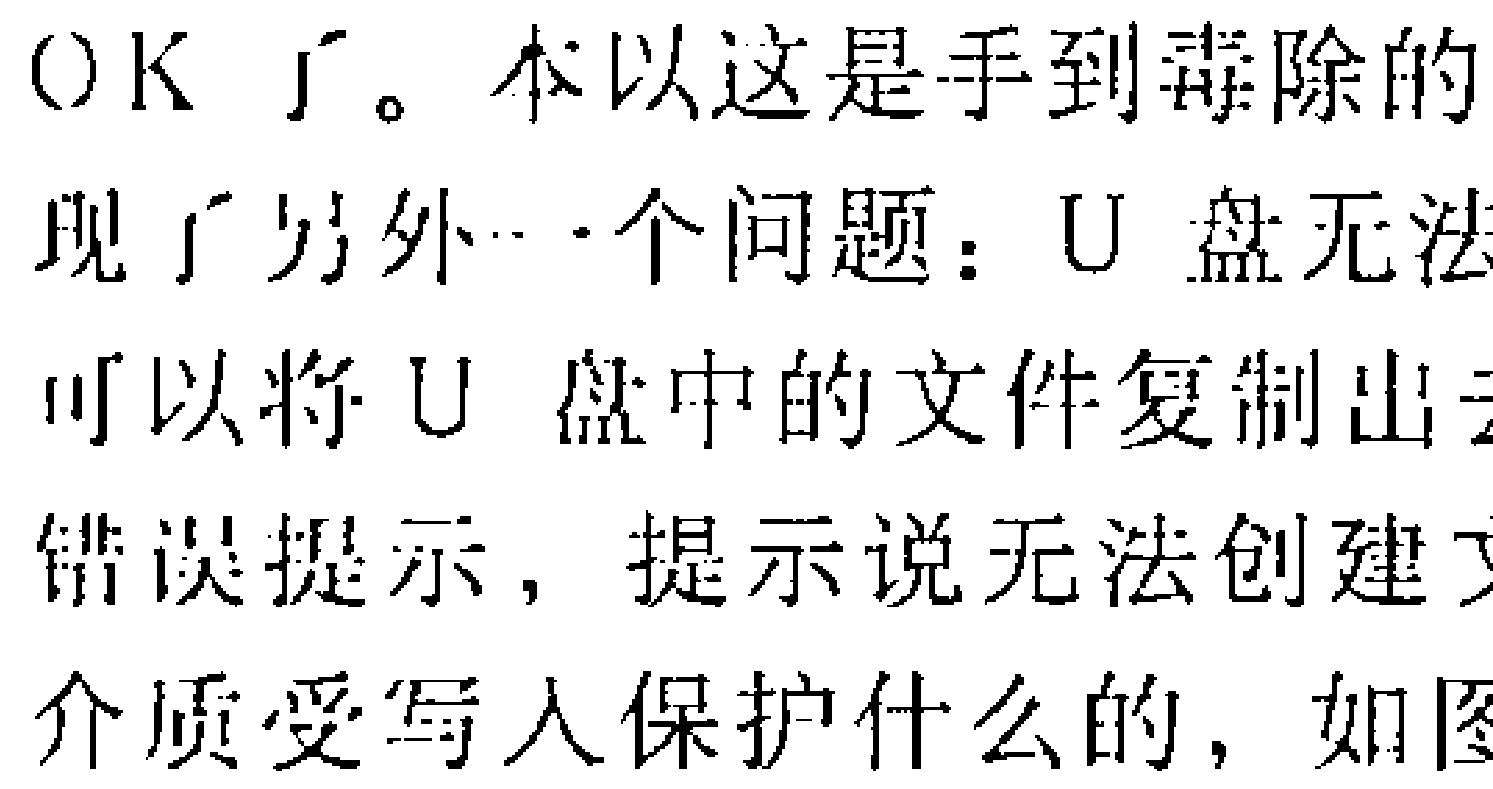 OK 了。本以这是手到毒除的
现了另外一个问题：U 盘无法
可以将 U 盘中的文件复制出去
错误提示，提示说无法创建文
介质受写入保护什么的，如图